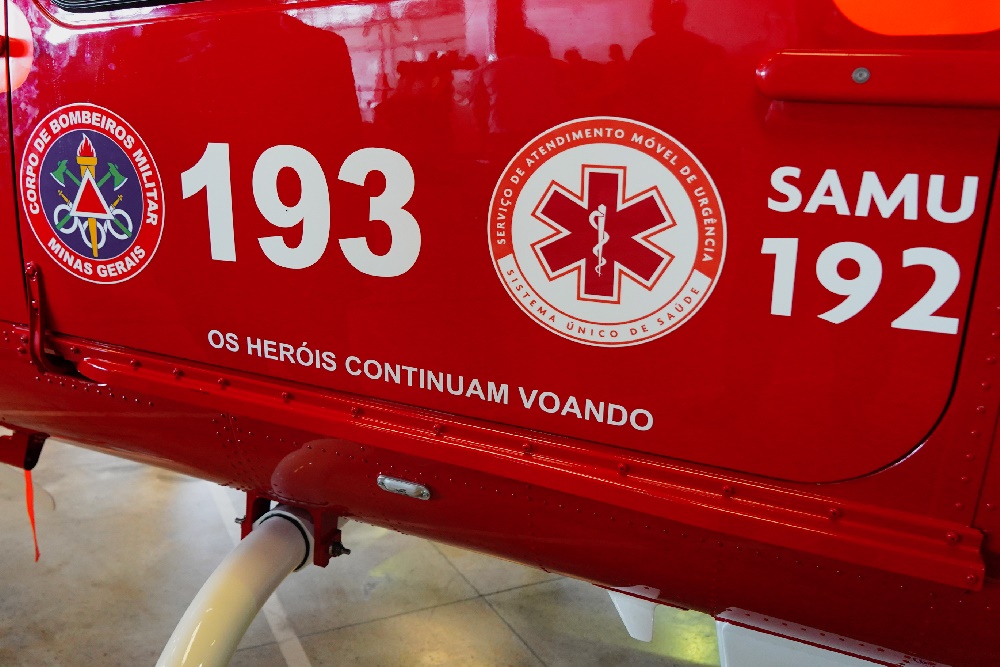 CORPO DE BOMBEIROS MILITAR
MINAS GERAIS
193
SERVIÇO DE ATENDIMENTO MÓVEL DE URGÊNCIA
SISTEMA ÚNICO DE SAÚDE
SAMU
192
OS HERÓIS CONTINUAM VOANDO